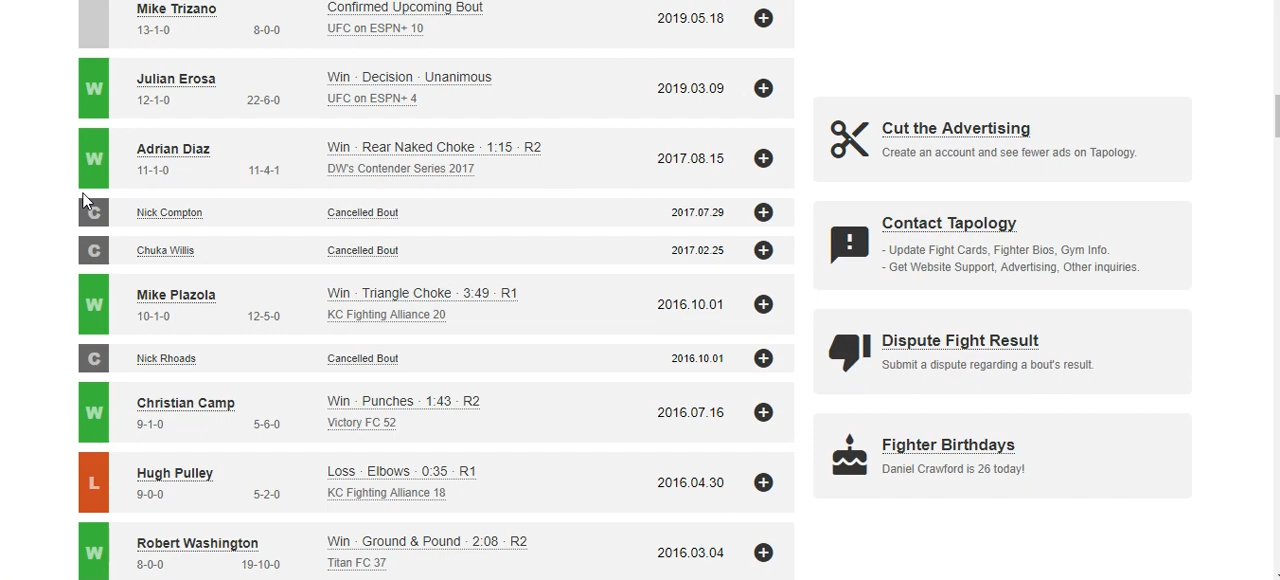 Mike Trizano
13-1-0 8-0-0
Confirmed Upcoming Bout
UFC on ESPN+ 10
2019.05.18
W
Julian Erosa
12-1-0 22-6-0
Win · Decision · Unanimous
UFC on ESPN+ 4
2019.03.09
W
Adrian Diaz
11-1-0 11-4-1
Win · Rear Naked Choke · 1:15 · R2
DW's Contender Series 2017
2017.08.15
C Nick Compton Cancelled Bout 2017.07.29
C Chuka Willis Cancelled Bout 2017.02.25
W
Mike Plazola
10-1-0 12-5-0
Win · Triangle Choke · 3:49 · R1
KC Fighting Alliance 20
2016.10.01
C Nick Rhoads Cancelled Bout 2016.10.01
W
Christian Camp
9-1-0 5-6-0
Win · Punches · 1:43 · R2
Victory FC 52
2016.07.16
L
Hugh Pulley
9-0-0 5-2-0
Loss · Elbows · 0:35 · R1
KC Fighting Alliance 18
2016.04.30
W
Robert Washington
8-0-0 19-10-0
Win · Ground & Pound · 2:08 · R2
Titan FC 37
2016.03.04
Cut the Advertising
Create an account and see fewer ads on Tapology.
Contact Tapology
- Update Fight Cards, Fighter Bios, Gym Info.
- Get Website Support, Advertising, Other inquiries.
Dispute Fight Result
Submit a dispute regarding a bout's result.
Fighter Birthdays
Daniel Crawford is 26 today!